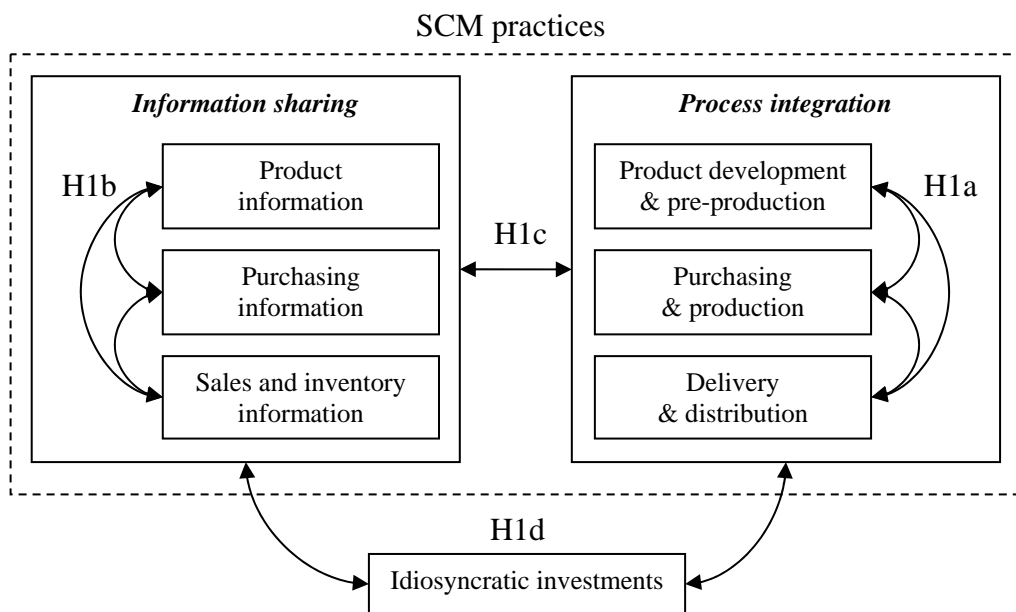 SCM practices
Information sharing
H1b
Product
information
Purchasing
information
Sales and inventory
information
H1c
Process integration
Product development
& pre-production
H1a
Purchasing
& production
Delivery
& distribution
H1d
Idiosyncratic investments